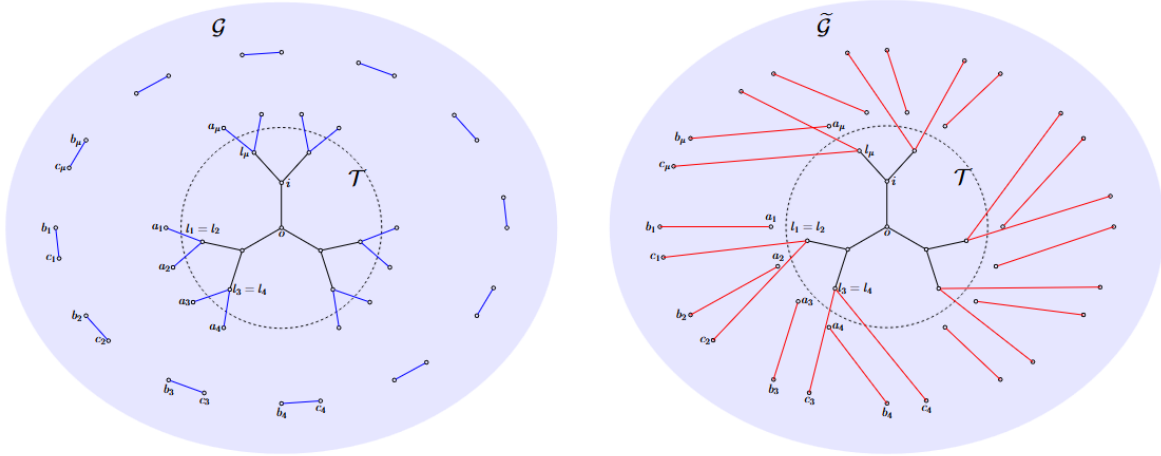 𝒢
a_μ
l_μ
b_μ
c_μ
i
𝒯
a_1
l_1 = l_2
o
b_1
c_1
a_2
l_3 = l_4
a_3
b_2
c_2
a_4
b_3
c_3
b_4
c_4
𝒢̃
b_μ
a_μ
l_μ
c_μ
i
𝒯
a_1
b_1
l_1 = l_2
o
c_1
a_2
l_3 = l_4
a_3
b_2
a_4
c_2
b_3
c_3
b_4
c_4